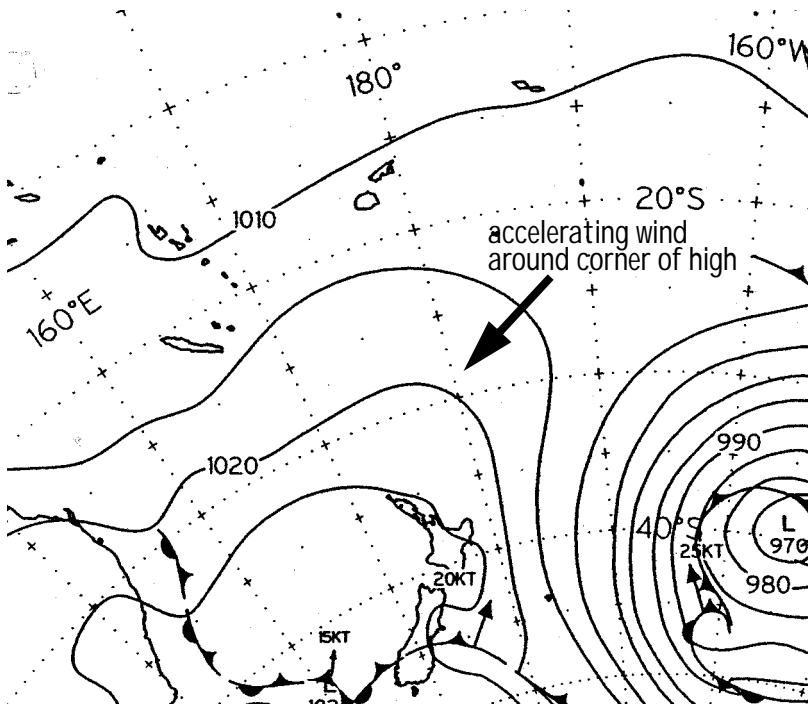 160°W
180°
20°S
1010
accelerating wind
around corner of high
160°E
990
1020
40°S
L
970
25KT
20KT
980
15KT
L